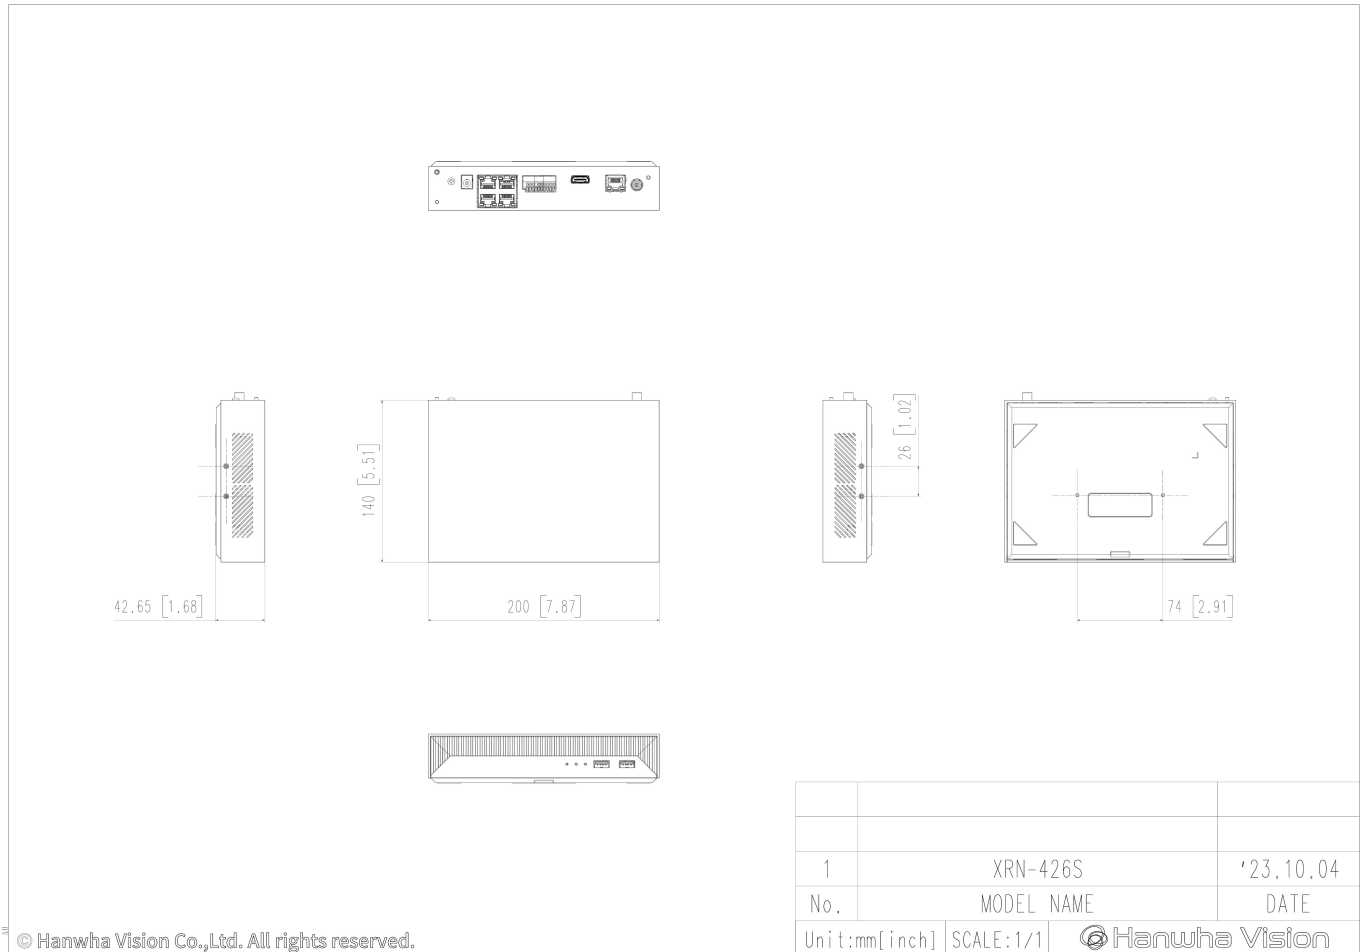 26 [1.02]
140 [5.51]
42.65 [1.68]
200 [7.87]
74 [2.91]
1 XRN-426S '23.10.04
No. MODEL NAME DATE
Unit:mm[inch] SCALE:1/1 Hanwha Vision
A0
© Hanwha Vision Co.,Ltd. All rights reserved.